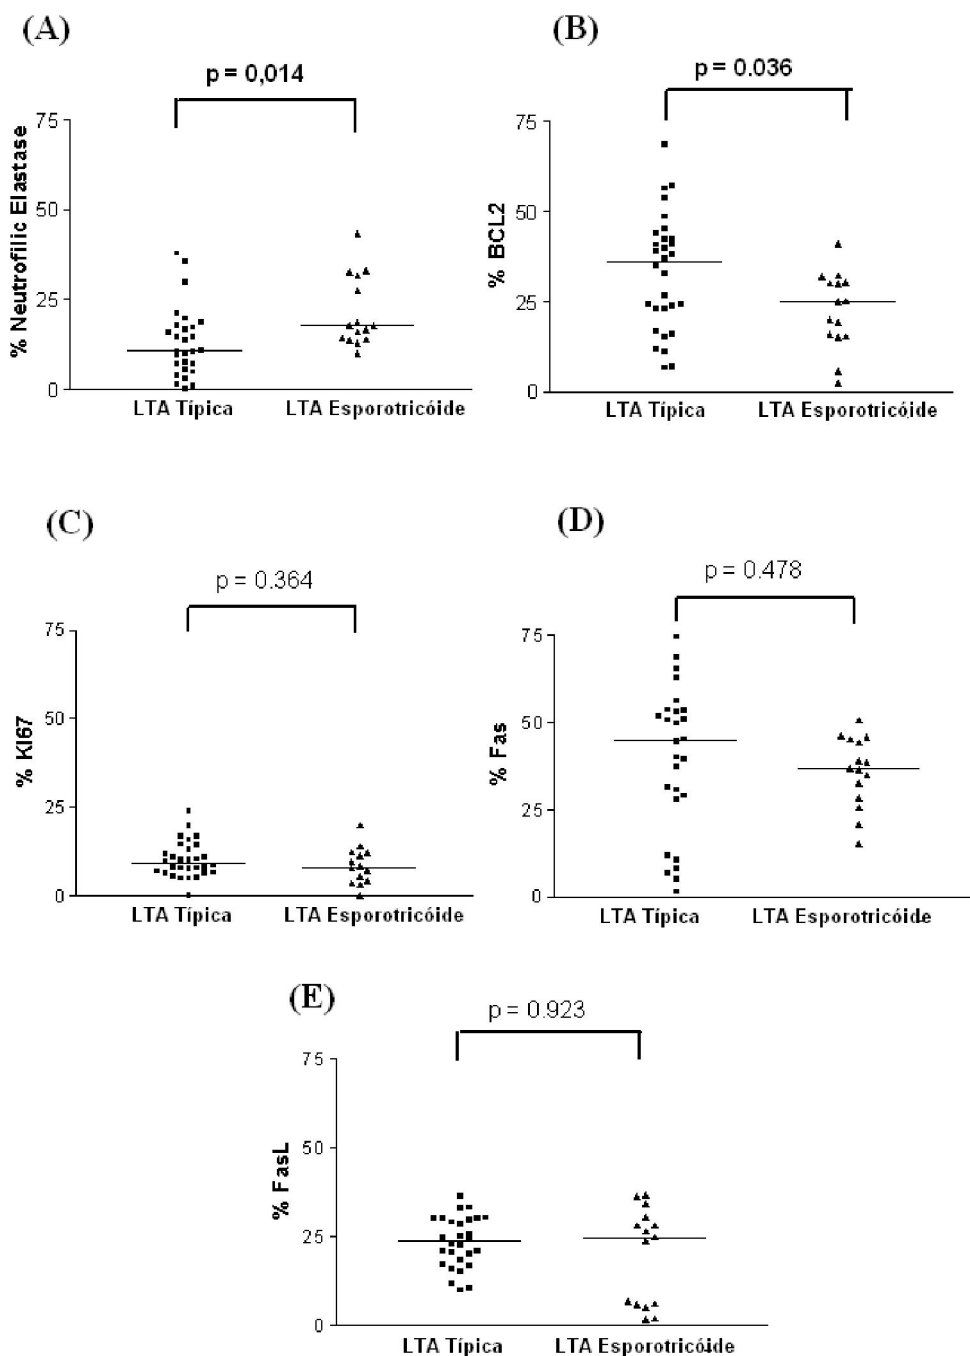 (A)
p = 0,014
% Neutrofilic Elastase
75
50
25
0
LTA Típica
LTA Esporotricóide
(B)
p = 0.036
% BCL2
75
50
25
0
LTA Típica
LTA Esporotricóide
(C)
p = 0.364
% KI67
75
50
25
0
LTA Típica
LTA Esporotricóide
(D)
p = 0.478
% Fas
75
50
25
0
LTA Típica
LTA Esporotricóide
(E)
p = 0.923
% FasL
75
50
25
0
LTA Típica
LTA Esporotricóide